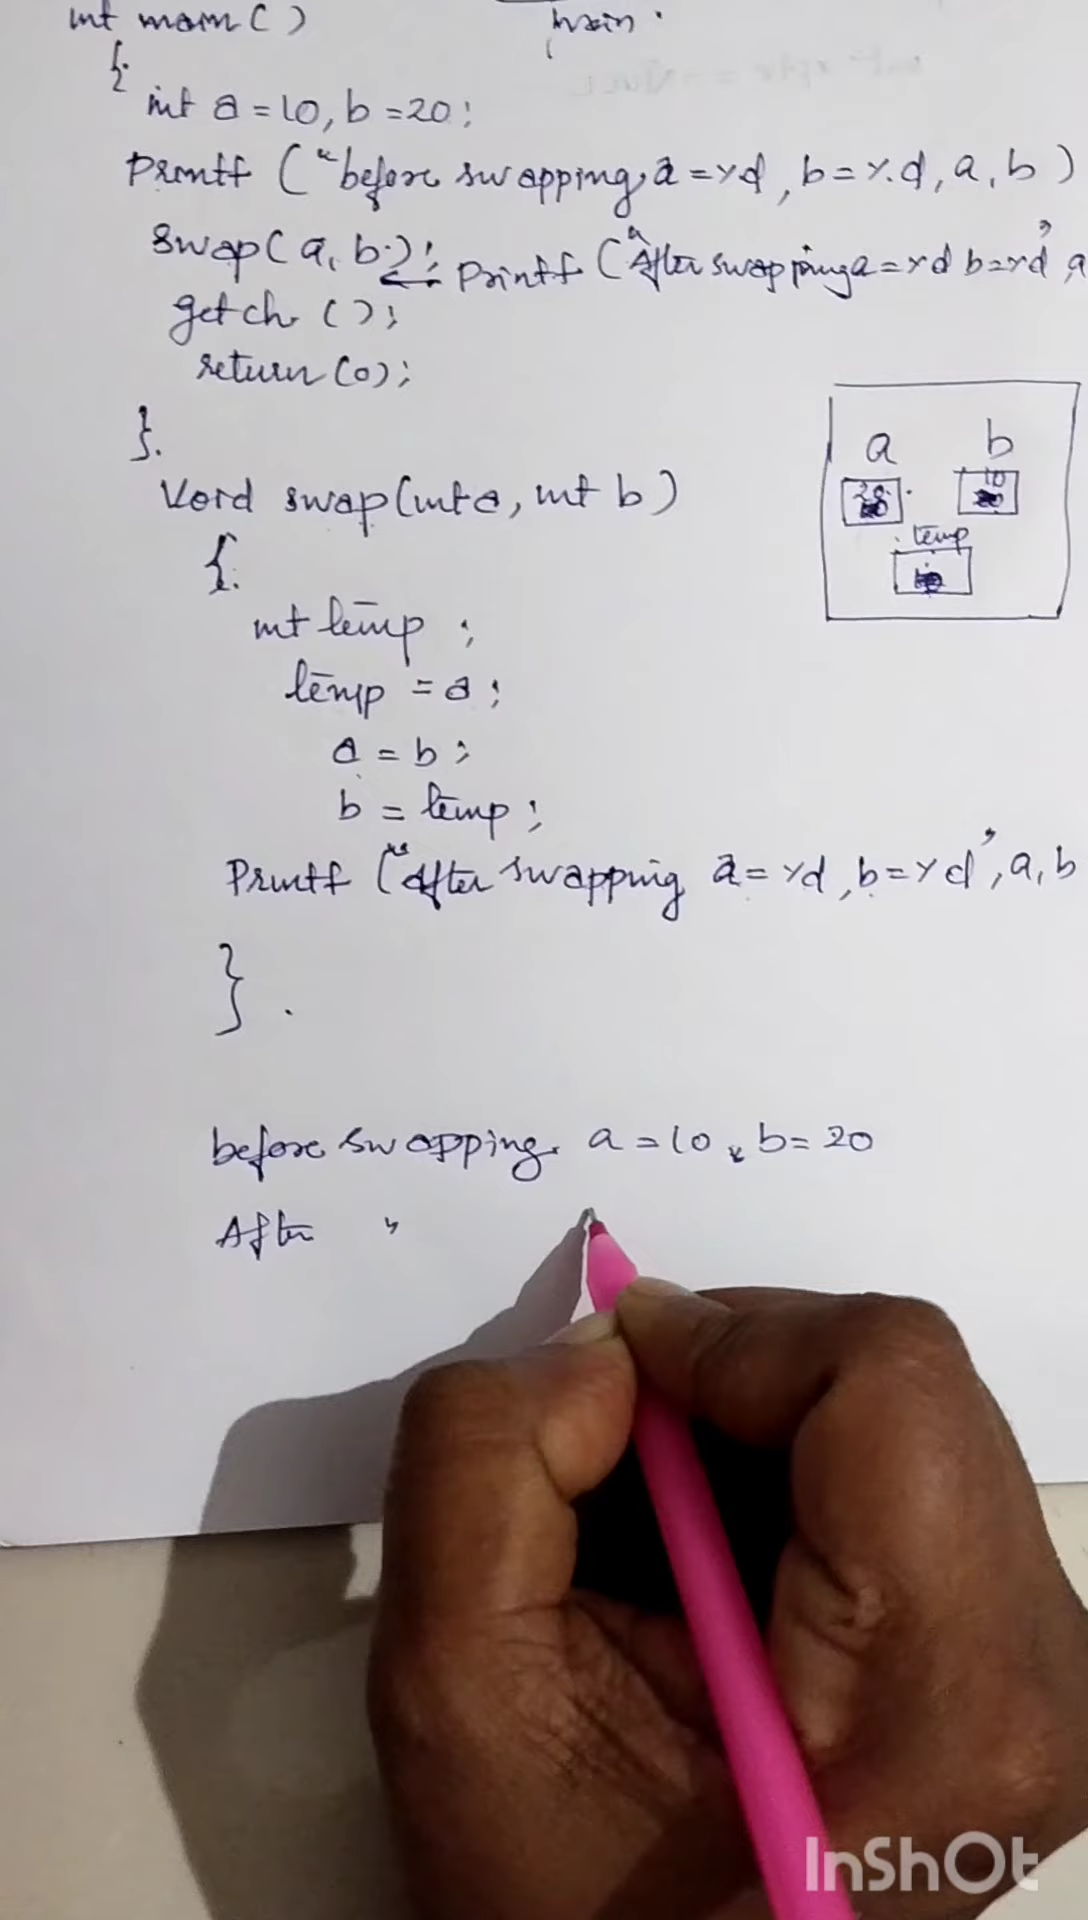 int main ( )
main
{
int a = 10, b = 20;
Printf ( "before swapping, a = %d, b = %.d, a, b )
swap( a, b );
← Printf ( "After swapping a = %d b = %d", a
getch ( );
return (0);
}.
a b
20 10
temp
Void swap(int a, int b)
{
int temp ;
temp = a ;
a = b ;
b = temp ;
Printf ( "After swapping a = %d, b = %d", a, b
}
before swapping. a = 10, b = 20
After "
InShOt